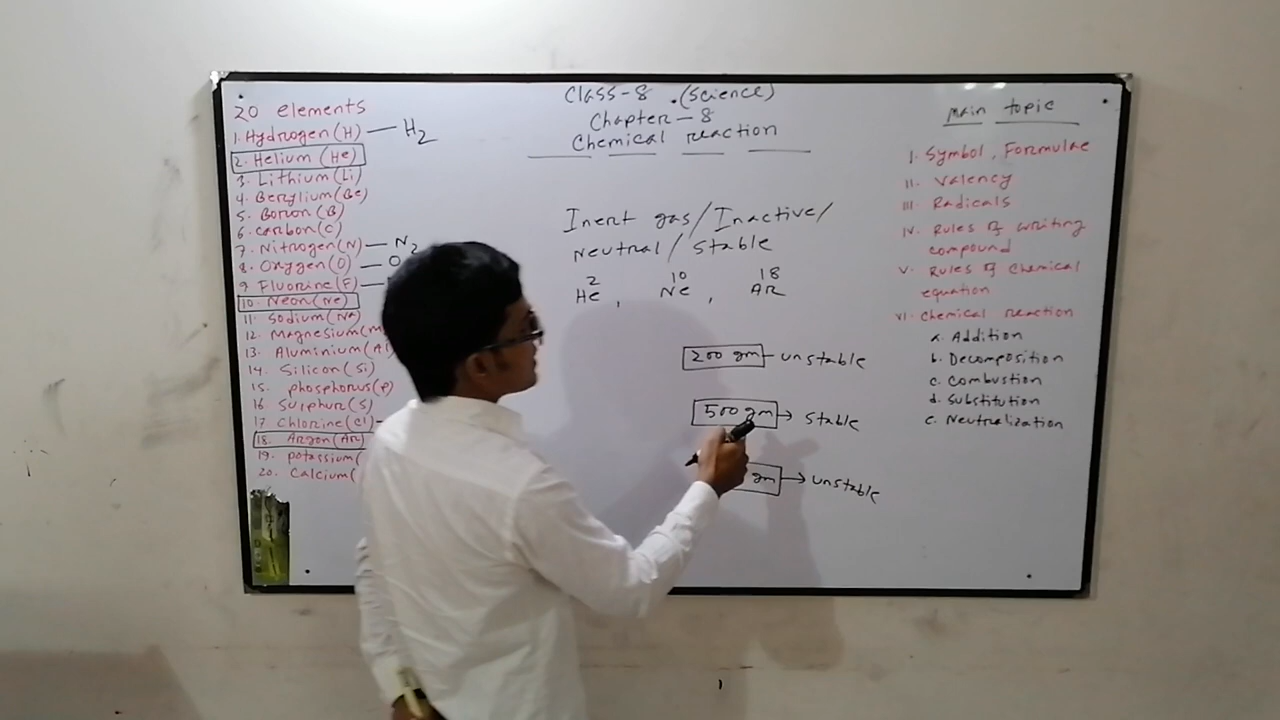 20 elements
1. Hydrogen (H) — H2
2. Helium (He)
3. Lithium (Li)
4. Berylium (Be)
5. Boron (B)
6. Carbon (C)
7. Nitrogen (N) — N2
8. Oxygen (O) — O
9. Fluorine (F) —
10. Neon (Ne)
11. Sodium (Na)
12. Magnesium (M
13. Aluminium (Al
14. Silicon (Si)
15. phosphorus (P)
16. Sulphur (S)
17. Chlorine (Cl) —
18. Argon (Ar)
19. potassium (
20. Calcium (
Class-8 (Science)
Chapter-8
Chemical reaction
Inert gas/Inactive/
Neutral/Stable
2 10 18
He, Ne, Ar
200 gm — unstable
500 gm → stable
gm → unstable
Main topic
I. Symbol, Formulae
II. Valency
III. Radicals
IV. Rules of writing
compound
V. Rules of chemical
equation
VI. Chemical reaction
a. Addition
b. Decomposition
c. Combustion
d. Substitution
e. Neutralization